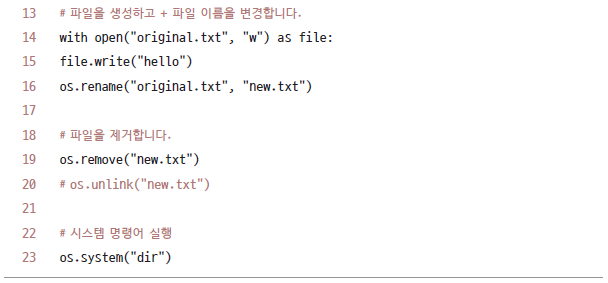 13 # 파일을 생성하고 + 파일 이름을 변경합니다.
14 with open("original.txt", "w") as file:
15 file.write("hello")
16 os.rename("original.txt", "new.txt")
17
18 # 파일을 제거합니다.
19 os.remove("new.txt")
20 # os.unlink("new.txt")
21
22 # 시스템 명령어 실행
23 os.system("dir")